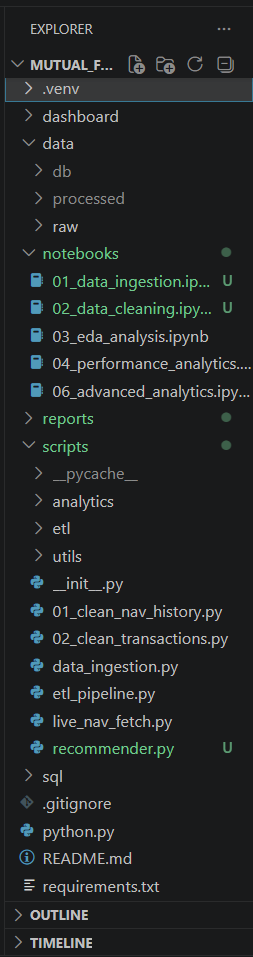 EXPLORER ...
MUTUAL_F...
.venv
dashboard
data
db
processed
raw
notebooks
01_data_ingestion.ip... U
02_data_cleaning.ipy... U
03_eda_analysis.ipynb
04_performance_analytics....
06_advanced_analytics.ipy...
reports
scripts
__pycache__
analytics
etl
utils
__init__.py
01_clean_nav_history.py
02_clean_transactions.py
data_ingestion.py
etl_pipeline.py
live_nav_fetch.py
recommender.py U
sql
.gitignore
python.py
README.md
requirements.txt
OUTLINE
TIMELINE